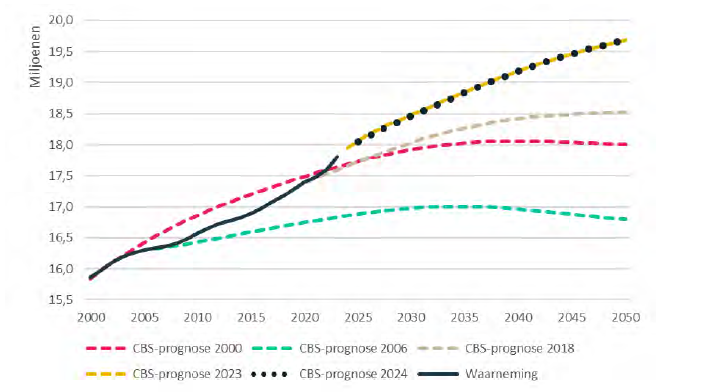 Miljoenen
20,0
19,5
19,0
18,5
18,0
17,5
17,0
16,5
16,0
15,5
2000 2005 2010 2015 2020 2025 2030 2035 2040 2045 2050
CBS-prognose 2000 CBS-prognose 2006 CBS-prognose 2018
CBS-prognose 2023 CBS-prognose 2024 Waarneming